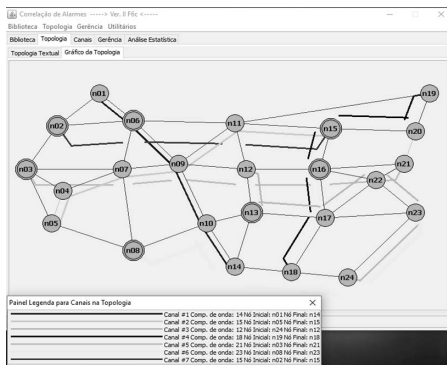 Correlação de Alarmes -----> Ver. II F6c <-----
Biblioteca Topologia Gerência Utilitários
Biblioteca Topologia Canais Gerência Análise Estatística
Topologia Textual Gráfico da Topologia
n01
n19
n02
n06
n11
n15
n20
n03
n07
n09
n12
n16
n21
n04
n22
n05
n10
n13
n17
n23
n08
n14
n18
n24
Painel Legenda para Canais na Topologia
Canal #1 Comp. de onda: 14 Nó Inicial: n01 Nó Final: n14
Canal #2 Comp. de onda: 15 Nó Inicial: n05 Nó Final: n15
Canal #3 Comp. de onda: 12 Nó Inicial: n24 Nó Final: n12
Canal #4 Comp. de onda: 18 Nó Inicial: n19 Nó Final: n18
Canal #5 Comp. de onda: 21 Nó Inicial: n03 Nó Final: n21
Canal #6 Comp. de onda: 23 Nó Inicial: n08 Nó Final: n23
Canal #7 Comp. de onda: 15 Nó Inicial: n02 Nó Final: n15